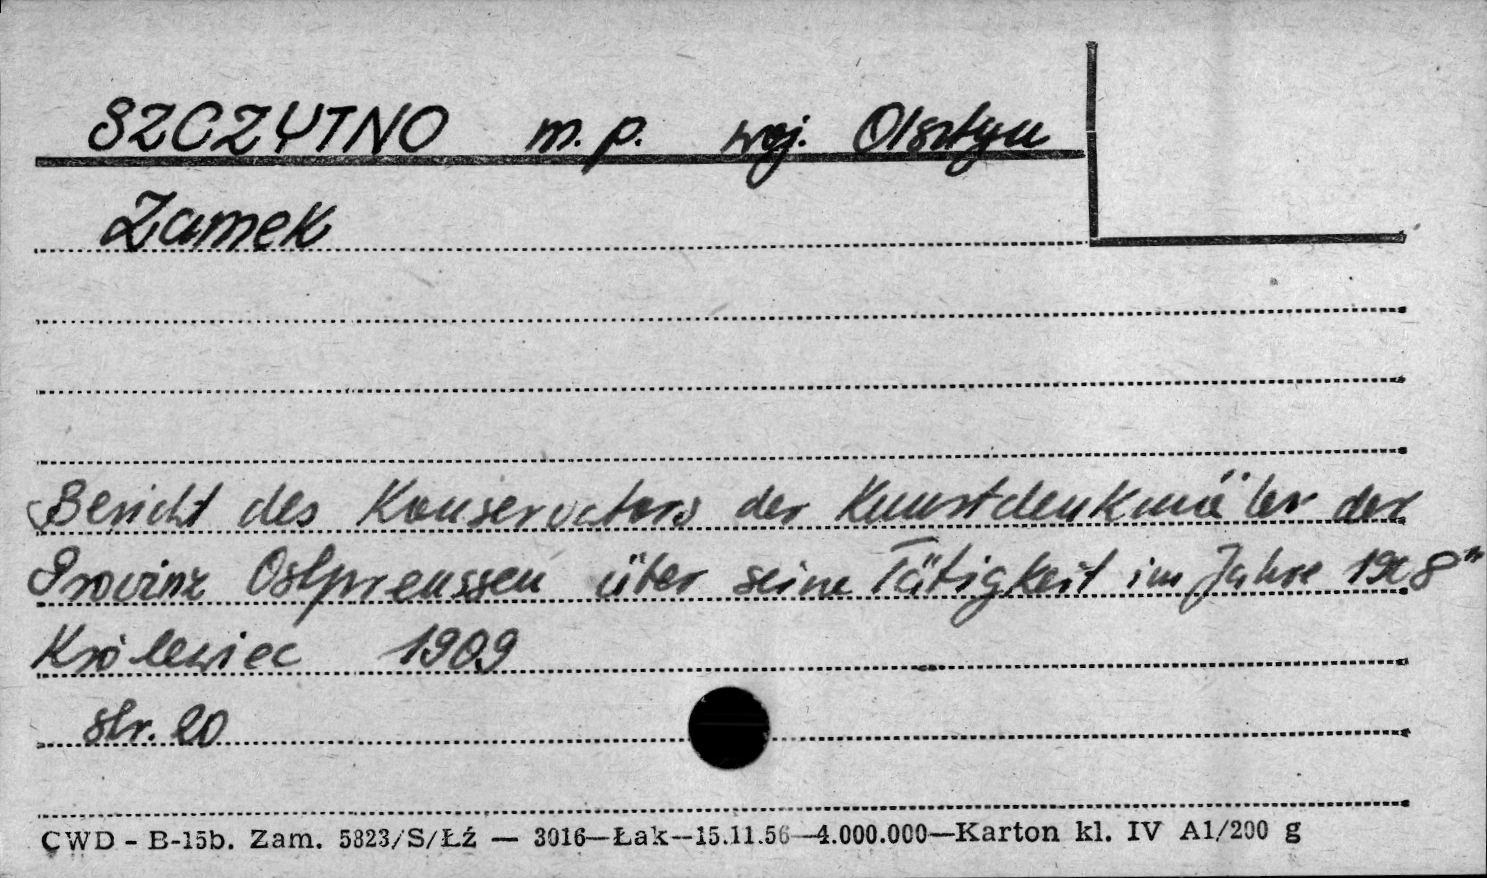 SZCZYTNO m.p. woj. Olsztyn
Zamek
„Bericht des Konservators der Kunstdenkmäler der
Provinz Ostpreussen über seine Tätigkeit im Jahre 1908"
Królewiec 1909
str. 20
CWD - B-15b. Zam. 5823/S/Łź — 3016—Łak—15.11.56—4.000.000—Karton kl. IV A1/200 g